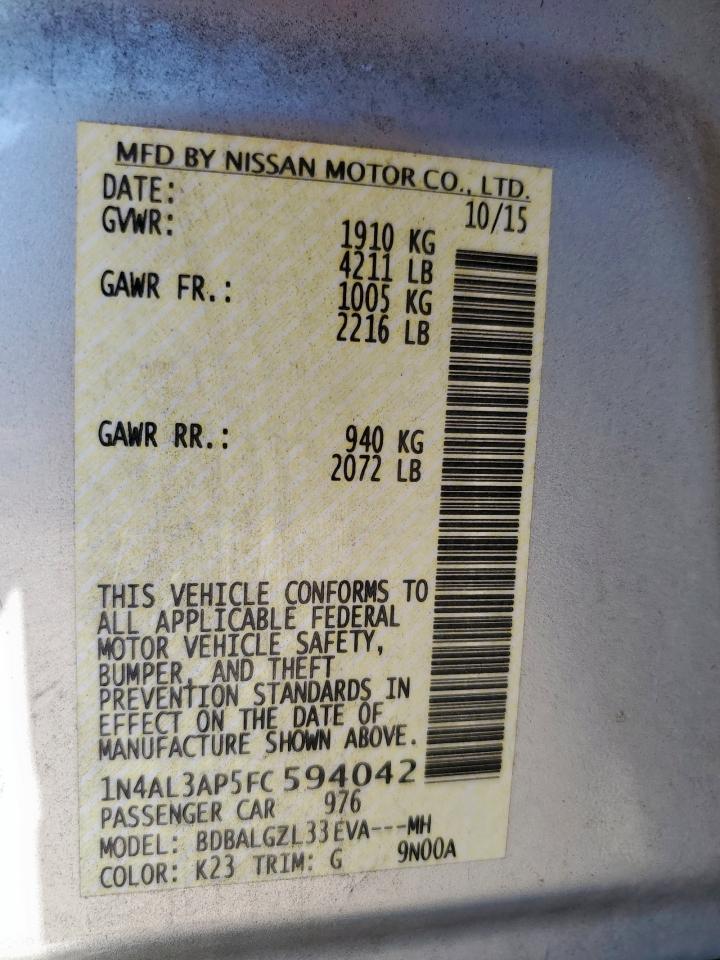 MFD BY NISSAN MOTOR CO., LTD.
DATE: 10/15
GVWR: 1910 KG
4211 LB
GAWR FR.: 1005 KG
2216 LB
GAWR RR.: 940 KG
2072 LB
THIS VEHICLE CONFORMS TO
ALL APPLICABLE FEDERAL
MOTOR VEHICLE SAFETY,
BUMPER, AND THEFT
PREVENTION STANDARDS IN
EFFECT ON THE DATE OF
MANUFACTURE SHOWN ABOVE.
1N4AL3AP5FC 594042
PASSENGER CAR 976
MODEL: BDBALGZL33EVA---MH
COLOR: K23 TRIM: G 9N00A